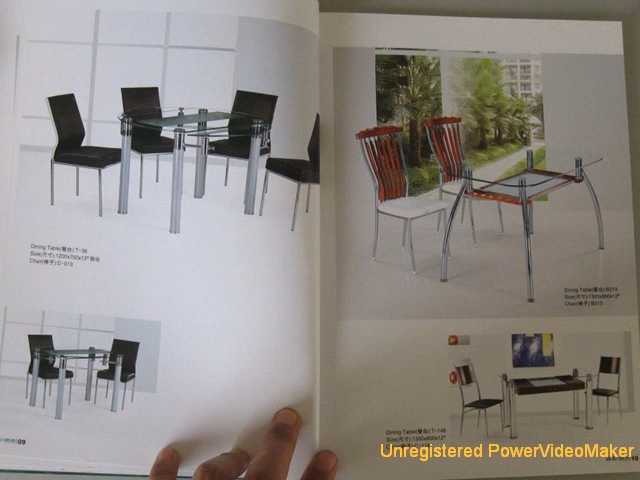 Dining Table(餐台):T-36
Size(尺寸):1200x750x12#
Chair(椅子):C-013
09
Dining Table(餐台):B219
Size(尺寸):1300x800x12#
Chair(椅子):B213
Dining Table(餐台):T-146
Size(尺寸):1300x800x12#
Unregistered PowerVideoMaker